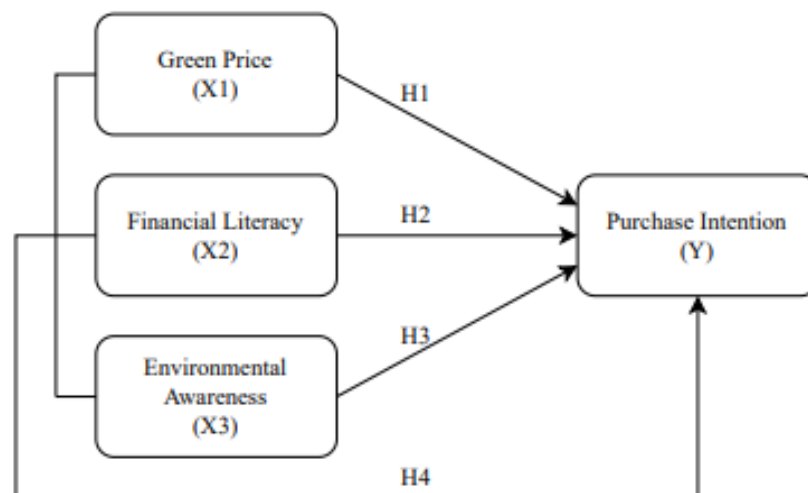 Green Price
(X1)
H1
Financial Literacy
(X2)
H2
Purchase Intention
(Y)
H3
Environmental
Awareness
(X3)
H4